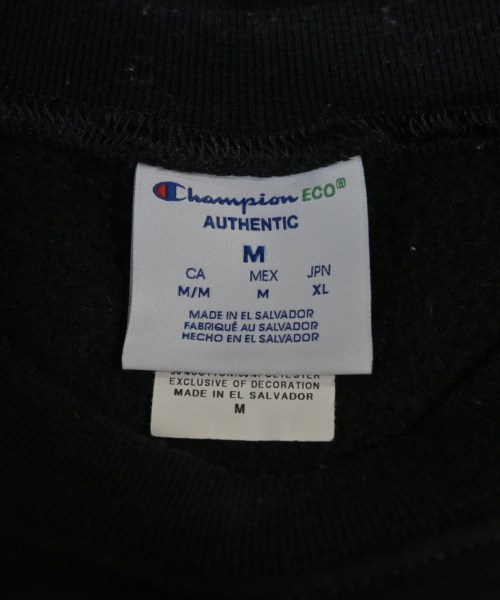 Champion ECO®
AUTHENTIC
M
CA MEX JPN
M/M M XL
MADE IN EL SALVADOR
FABRIQUÉ AU SALVADOR
HECHO EN EL SALVADOR
EXCLUSIVE OF DECORATION
MADE IN EL SALVADOR
M